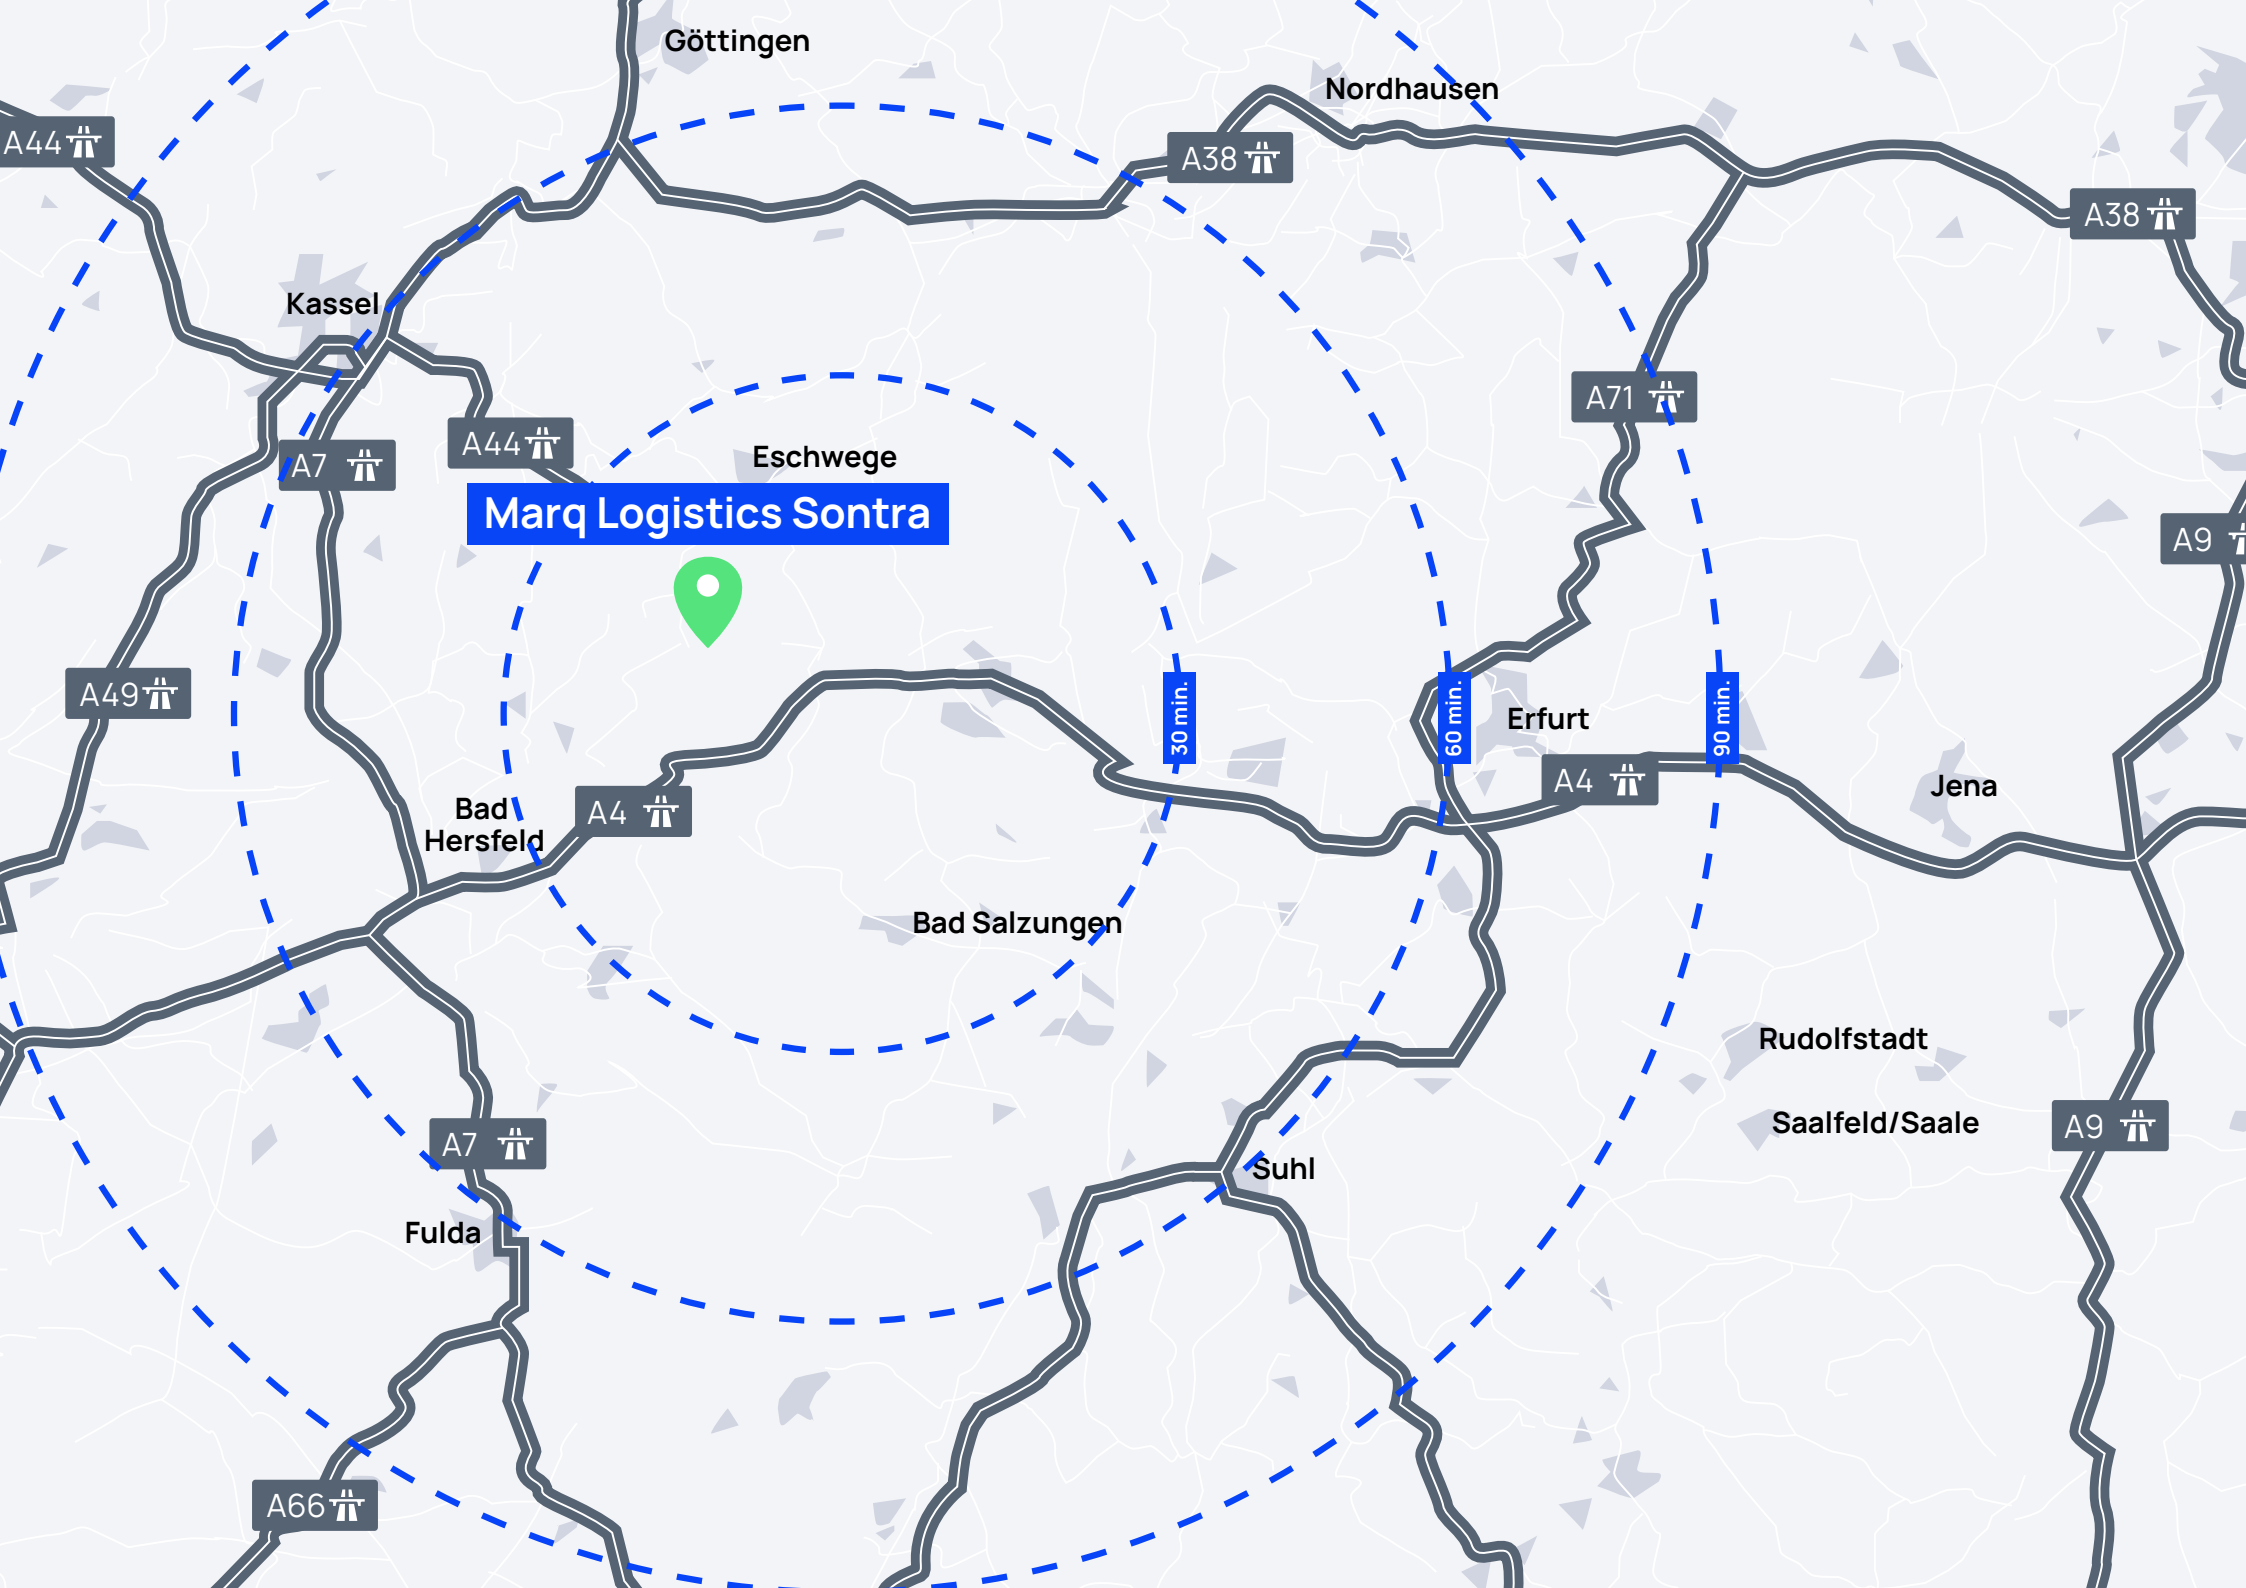 Göttingen
Nordhausen
A44
A38
A38
Kassel
A71
A44
A7
Eschwege
Marq Logistics Sontra
A9
A49
30 min.
60 min.
90 min.
Erfurt
A4
Jena
Bad
Hersfeld
A4
Bad Salzungen
Rudolfstadt
Saalfeld/Saale
A9
A7
Suhl
Fulda
A66